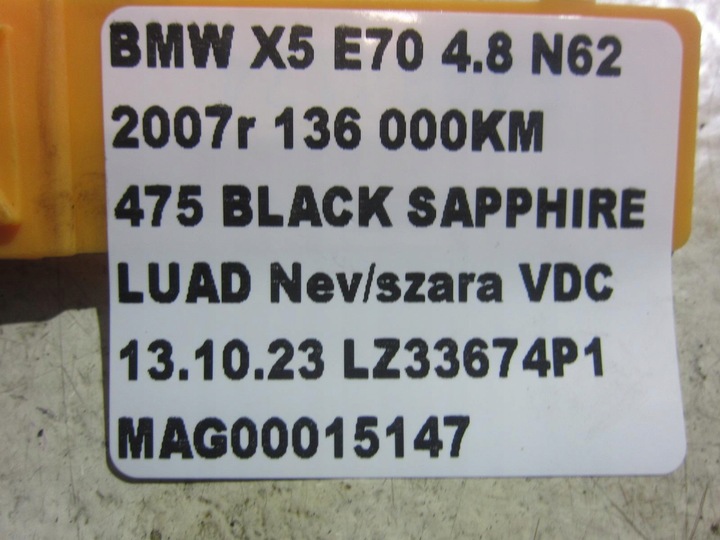 BMW X5 E70 4.8 N62
2007r 136 000KM
475 BLACK SAPPHIRE
LUAD Nev/szara VDC
13.10.23 LZ33674P1
MAG00015147